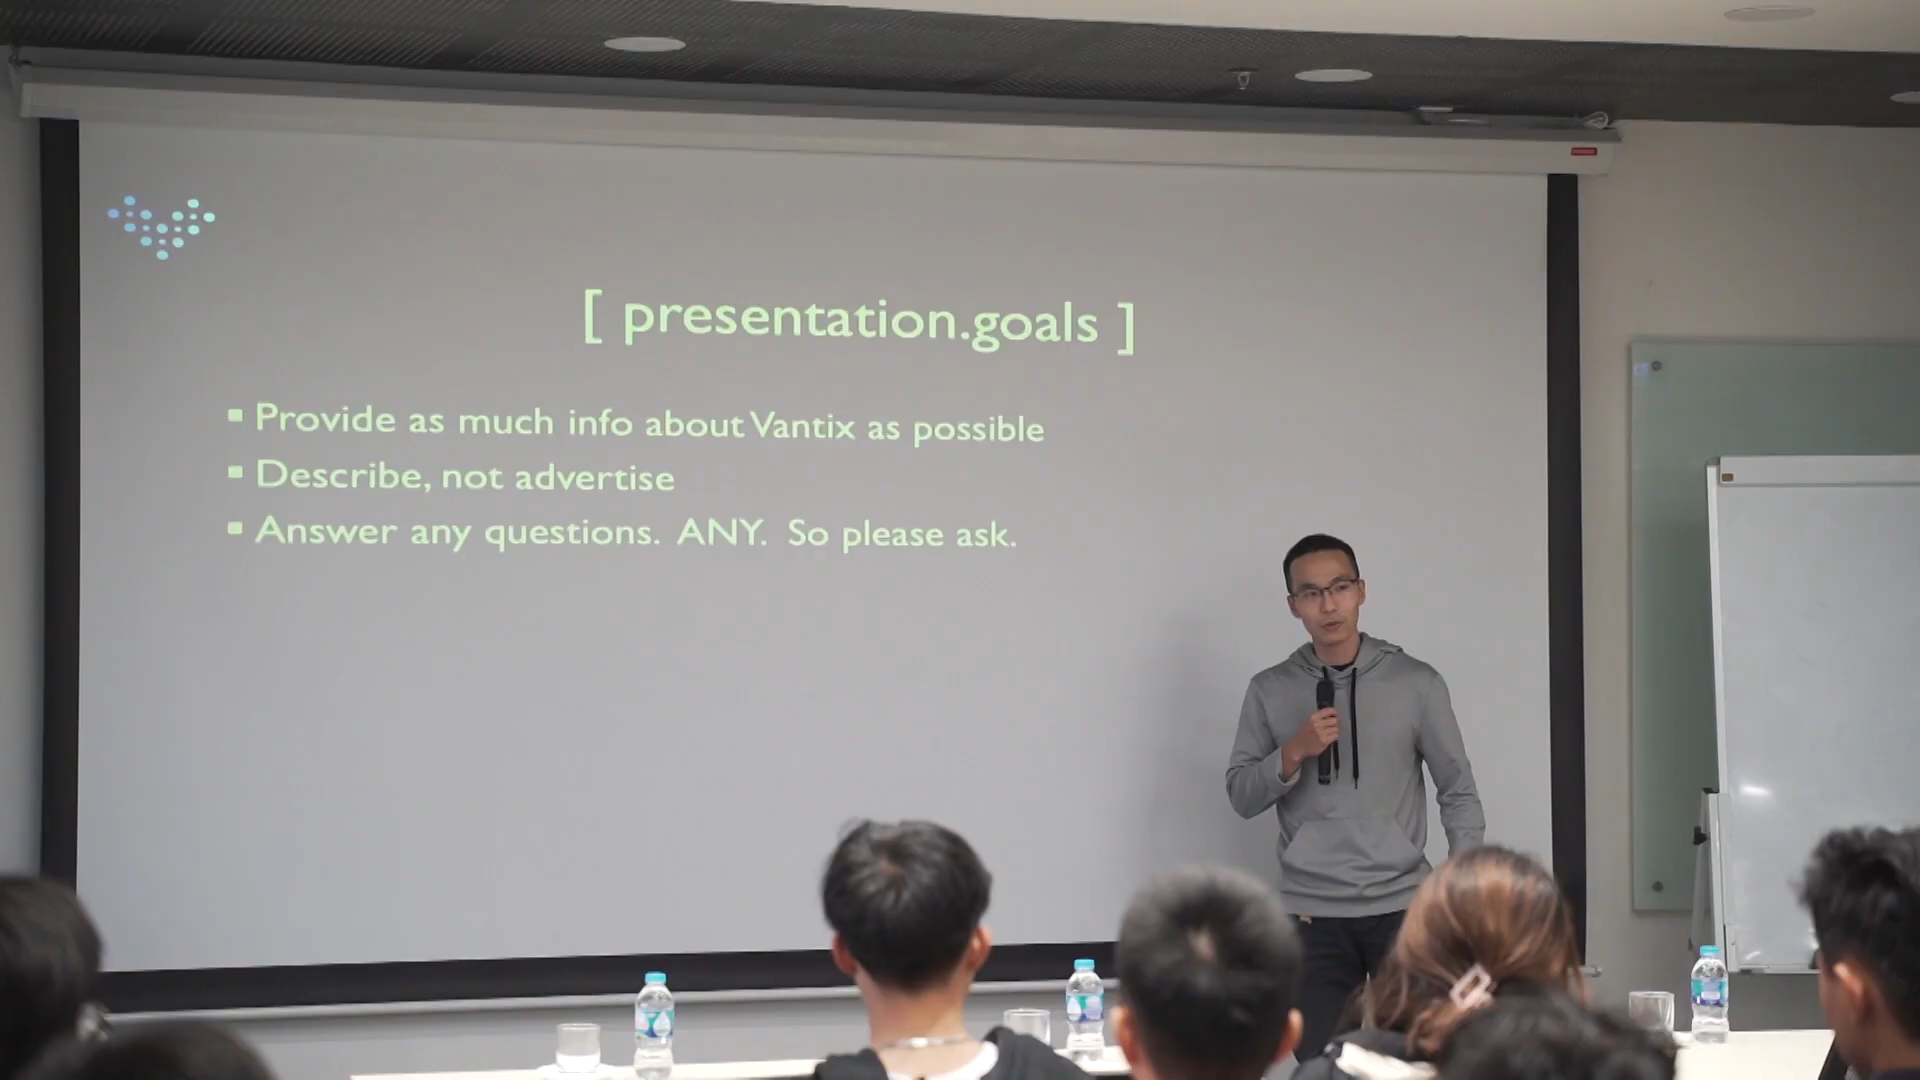 [ presentation.goals ]
▪ Provide as much info about Vantix as possible
▪ Describe, not advertise
▪ Answer any questions. ANY. So please ask.